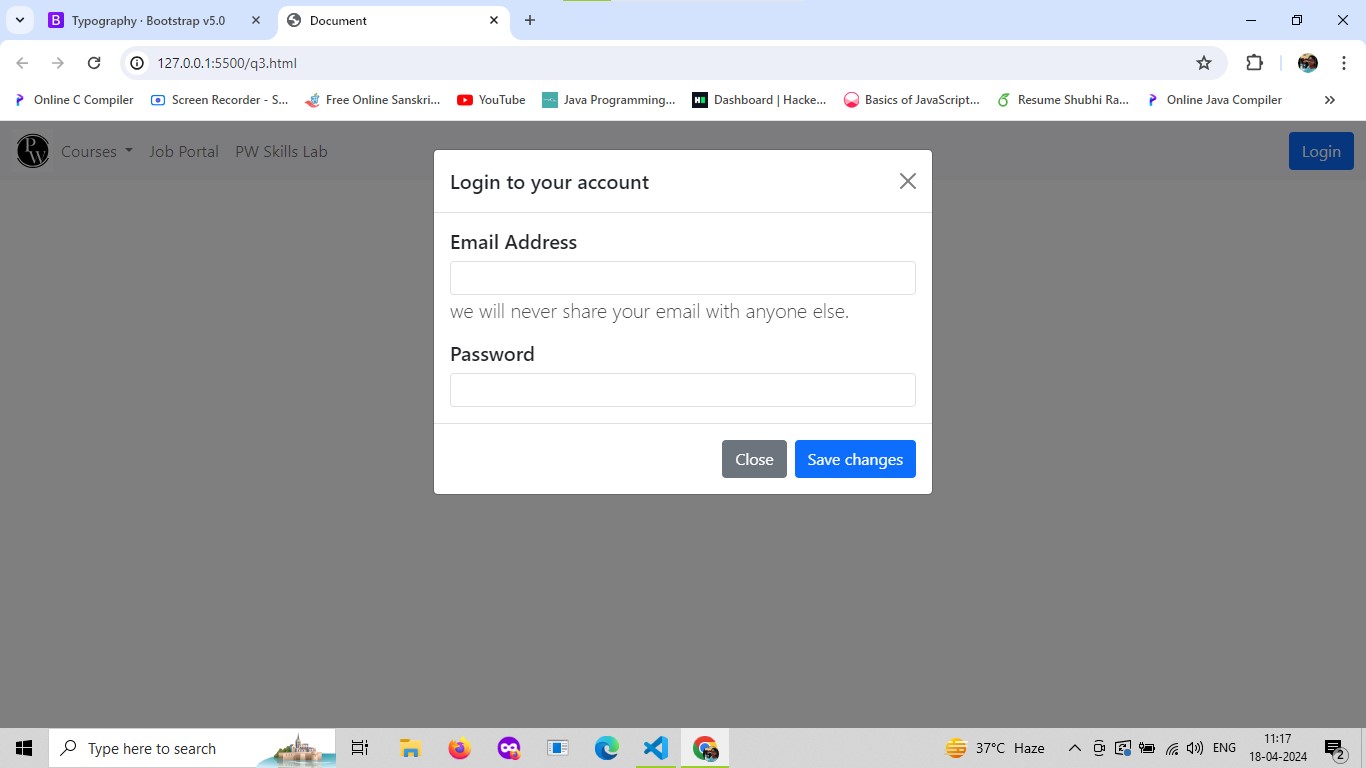 Typography · Bootstrap v5.0
Document
127.0.0.1:5500/q3.html
Online C Compiler
Screen Recorder - S...
Free Online Sanskri...
YouTube
Java Programming...
Dashboard | Hacke...
Basics of JavaScript...
Resume Shubhi Ra...
Online Java Compiler
PW
Courses
Job Portal
PW Skills Lab
Login
Login to your account
Email Address
we will never share your email with anyone else.
Password
Close
Save changes
Type here to search
37°C Haze
ENG
11:17
18-04-2024
2